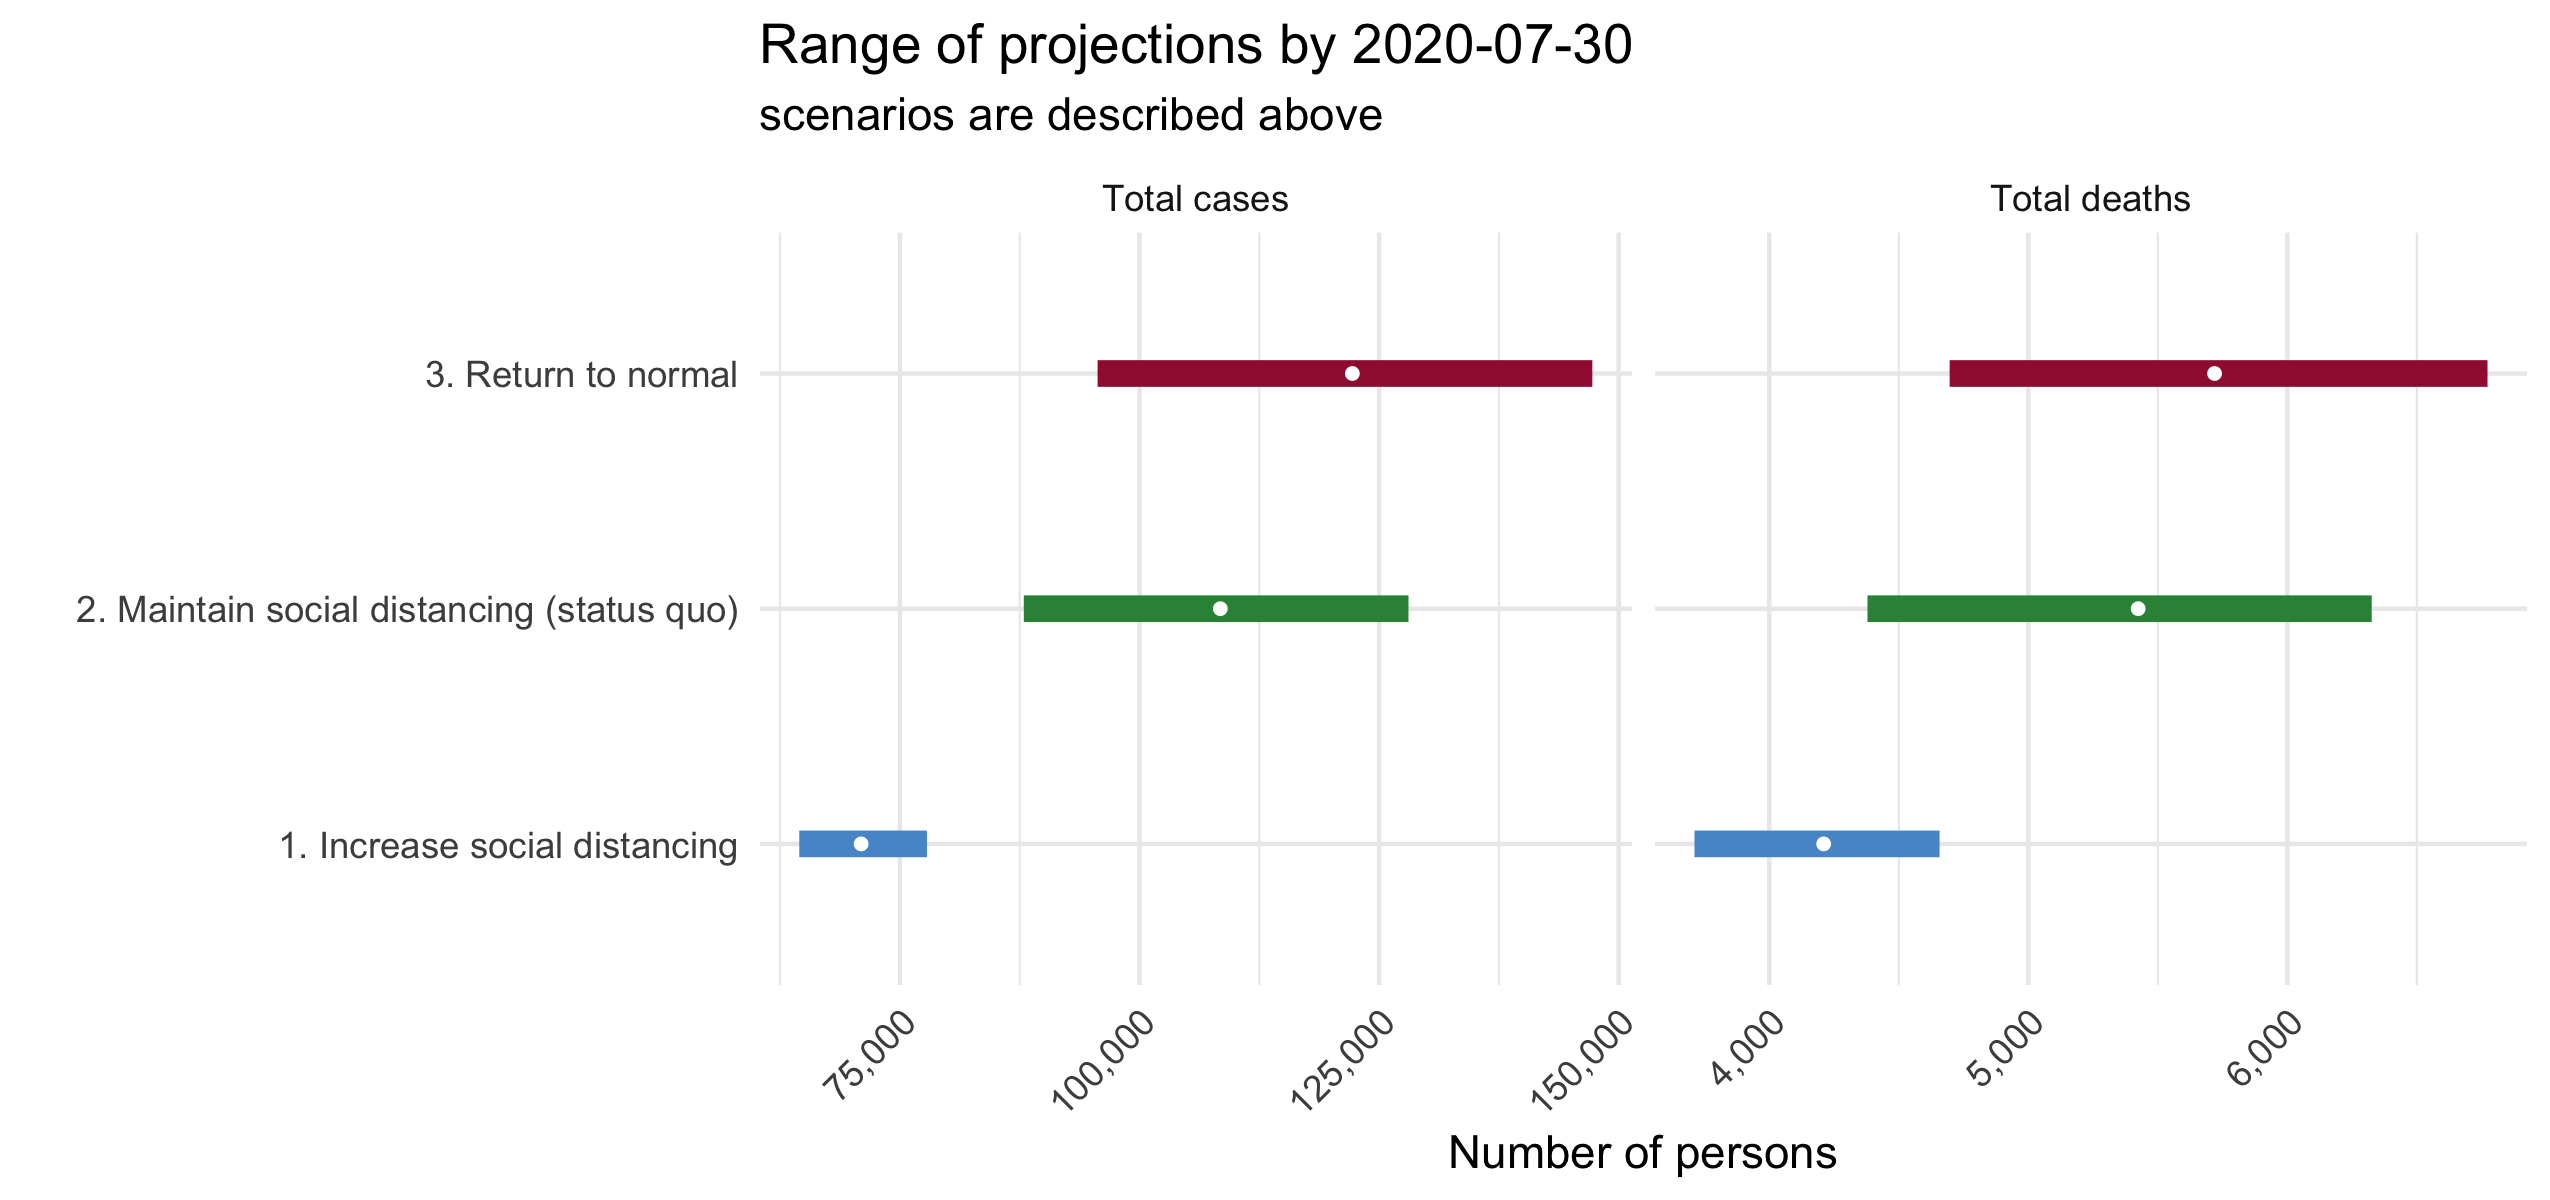 Range of projections by 2020-07-30
scenarios are described above
Total cases
Total deaths
3. Return to normal
2. Maintain social distancing (status quo)
1. Increase social distancing
75,000
100,000
125,000
150,000
4,000
5,000
6,000
Number of persons